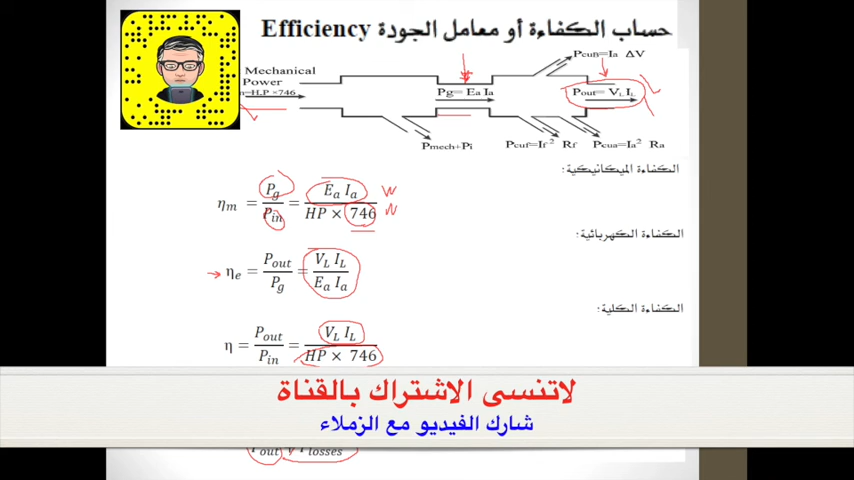 حساب الكفاءة أو معامل الجودة Efficiency
Mechanical
Power
=H.P ×746
Pg= Ea Ia
Pcun=Ia ΔV
Pout= VL IL
Pmech+Pi
Pcuf=If² Rf
Pcua=Ia² Ra
الكفاءة الميكانيكية:
ηm = Pg / Pin = Ea Ia / HP × 746
الكفاءة الكهربائية:
ηe = Pout / Pg = VL IL / Ea Ia
الكفاءة الكلية:
η = Pout / Pin = VL IL / HP × 746
لاتنسى الاشتراك بالقناة
شارك الفيديو مع الزملاء
Pout + Plosses